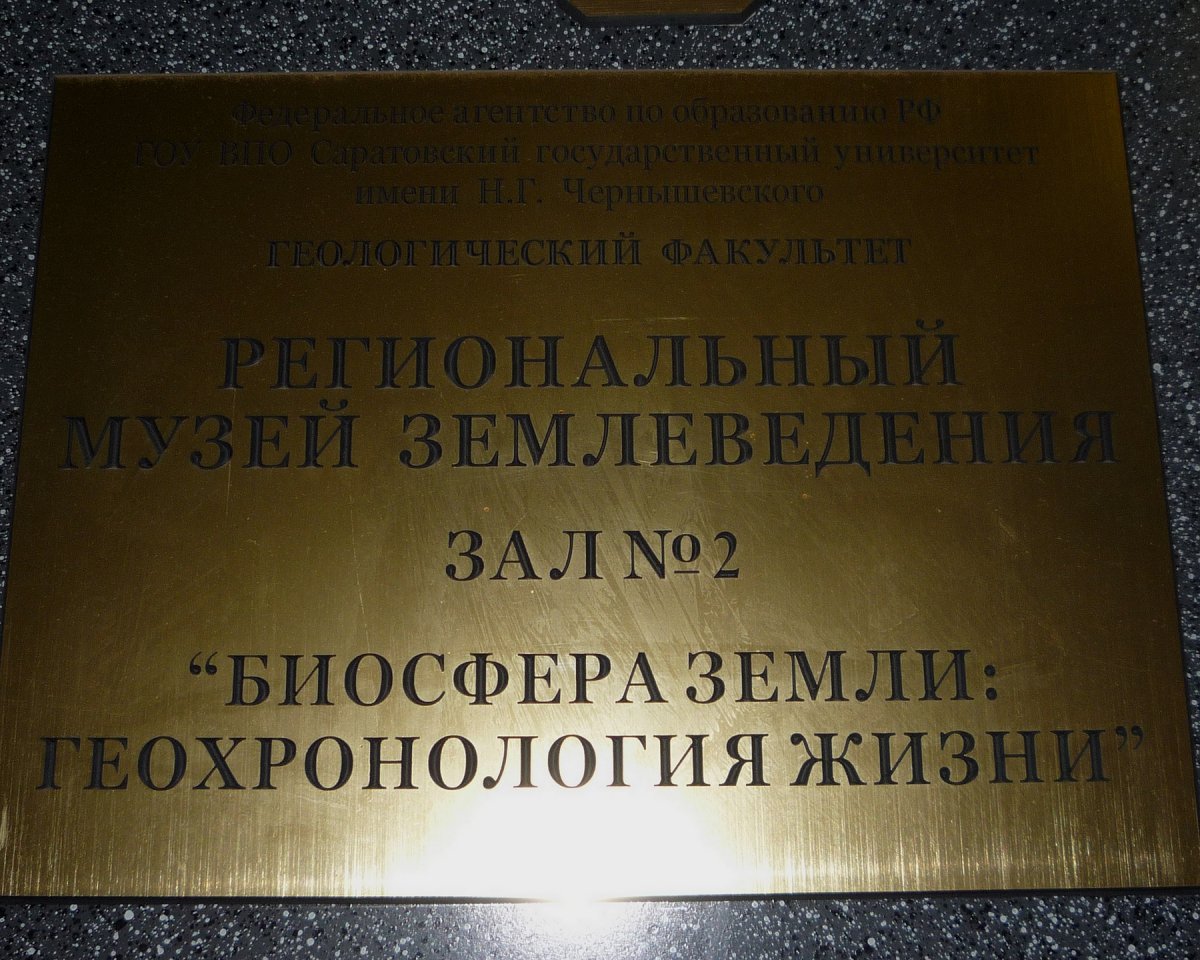 Федеральное агентство по образованию РФ
ГОУ ВПО Саратовский государственный университет
имени Н.Г. Чернышевского
ГЕОЛОГИЧЕСКИЙ ФАКУЛЬТЕТ
РЕГИОНАЛЬНЫЙ
МУЗЕЙ ЗЕМЛЕВЕДЕНИЯ
ЗАЛ №2
“БИОСФЕРА ЗЕМЛИ:
ГЕОХРОНОЛОГИЯ ЖИЗНИ”